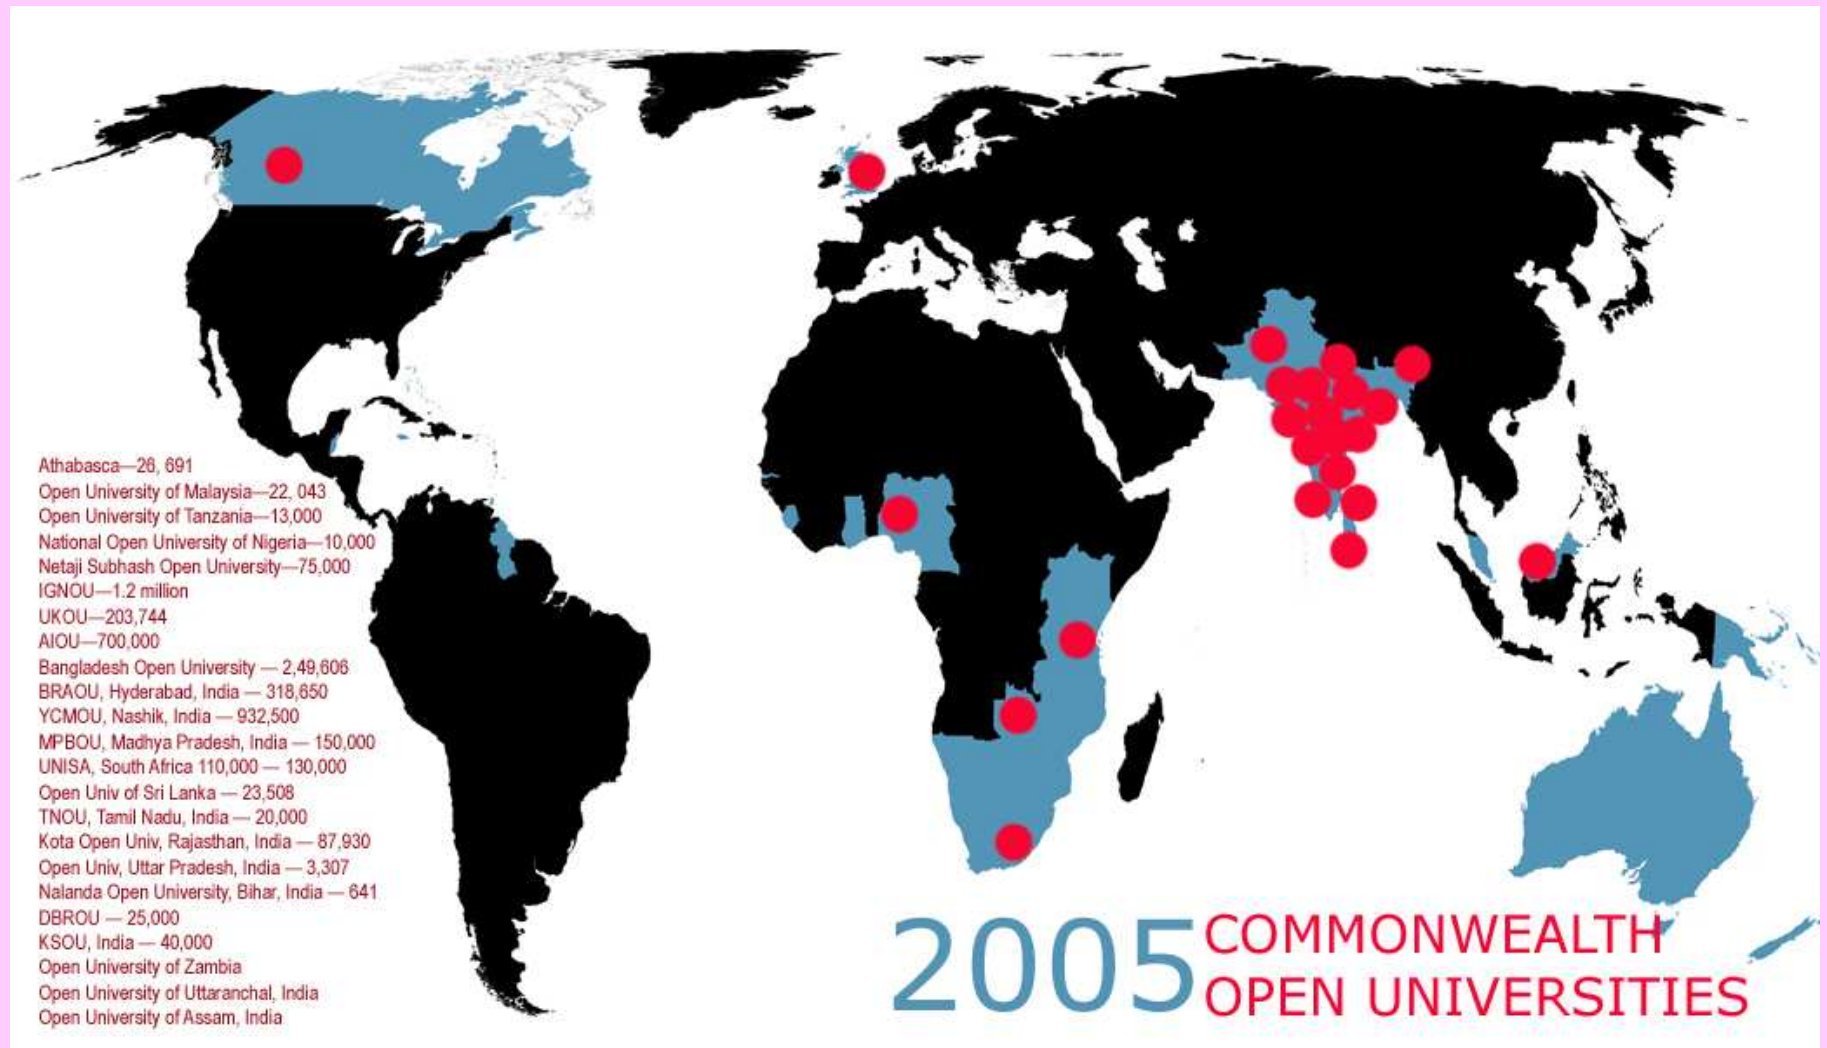 Athabasca—26, 691
Open University of Malaysia—22, 043
Open University of Tanzania—13,000
National Open University of Nigeria—10,000
Netaji Subhash Open University—75,000
IGNOU—1.2 million
UKOU—203,744
AIOU—700,000
Bangladesh Open University — 2,49,606
BRAOU, Hyderabad, India — 318,650
YCMOU, Nashik, India — 932,500
MPBOU, Madhya Pradesh, India — 150,000
UNISA, South Africa 110,000 — 130,000
Open Univ of Sri Lanka — 23,508
TNOU, Tamil Nadu, India — 20,000
Kota Open Univ, Rajasthan, India — 87,930
Open Univ, Uttar Pradesh, India — 3,307
Nalanda Open University, Bihar, India — 641
DBROU — 25,000
KSOU, India — 40,000
Open University of Zambia
Open University of Uttaranchal, India
Open University of Assam, India
2005 COMMONWEALTH
OPEN UNIVERSITIES